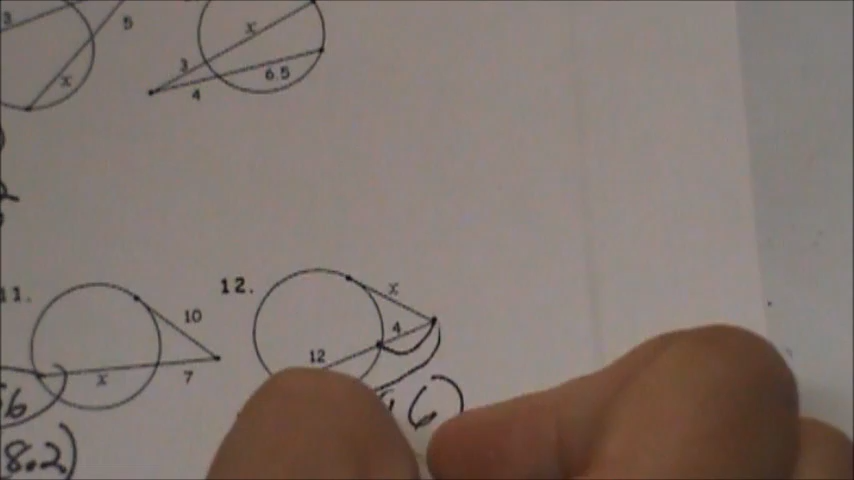 3 5 x
x 3 6.5 4
11. 10 x 7
12. x 4 12
6)
8.2)